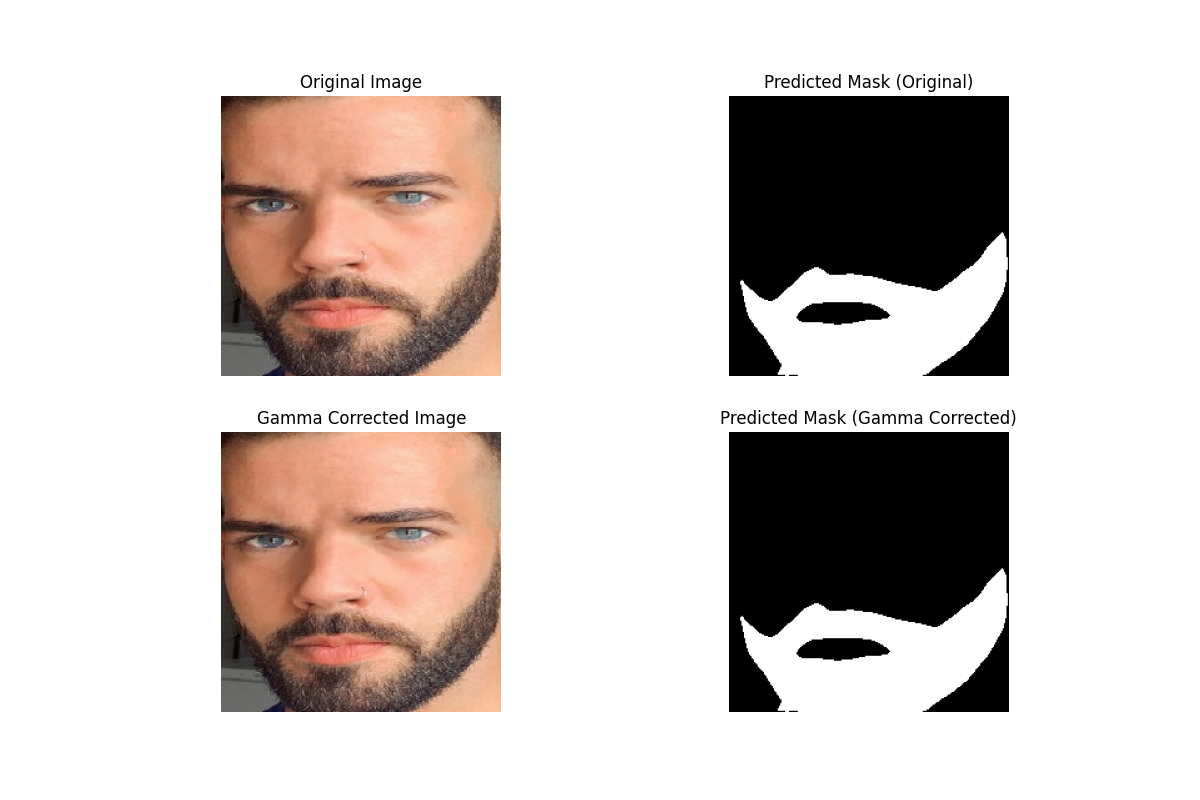 Original Image
Predicted Mask (Original)
Gamma Corrected Image
Predicted Mask (Gamma Corrected)